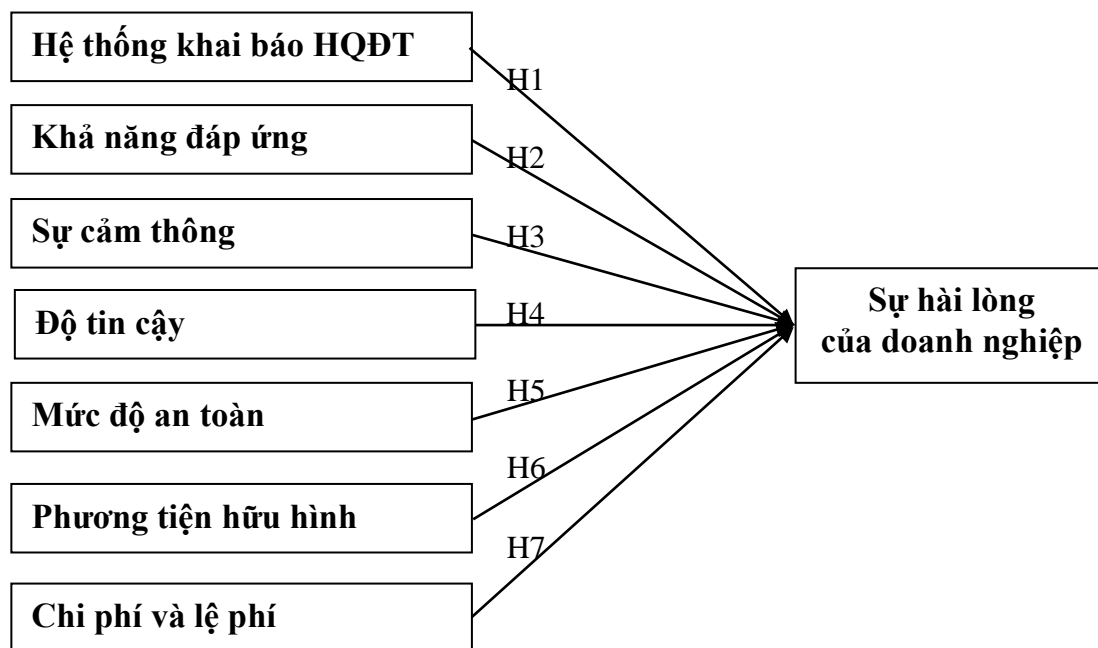 Hệ thống khai báo HQĐT
H1
Khả năng đáp ứng
H2
Sự cảm thông
H3
Độ tin cậy
H4
Sự hài lòng
của doanh nghiệp
Mức độ an toàn
H5
Phương tiện hữu hình
H6
Chi phí và lệ phí
H7